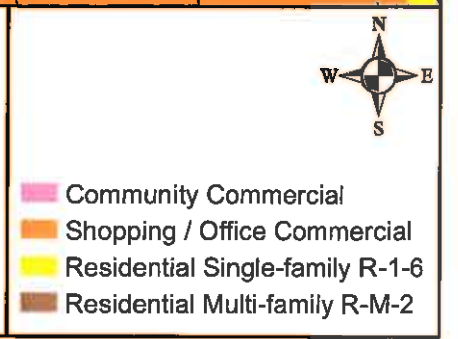 N
W E
S
Community Commercial
Shopping / Office Commercial
Residential Single-family R-1-6
Residential Multi-family R-M-2